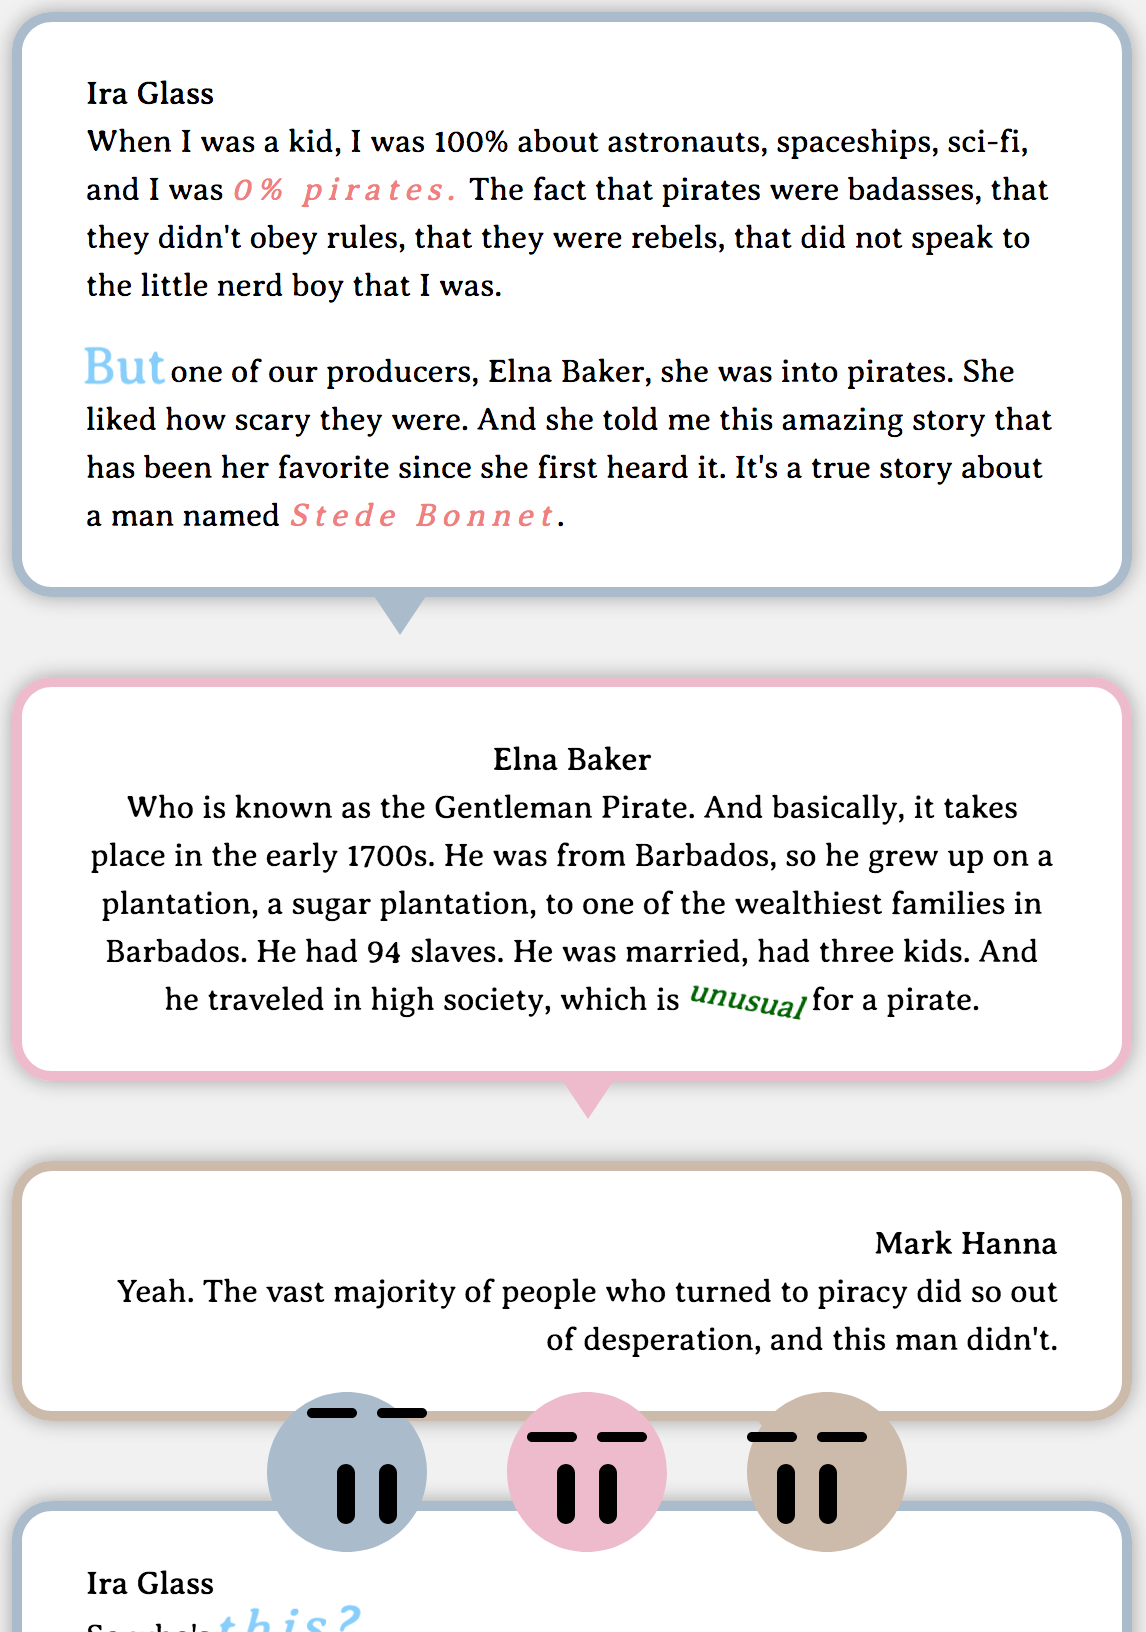 Ira Glass
When I was a kid, I was 100% about astronauts, spaceships, sci-fi,
and I was 0% pirates. The fact that pirates were badasses, that
they didn't obey rules, that they were rebels, that did not speak to
the little nerd boy that I was.
But one of our producers, Elna Baker, she was into pirates. She
liked how scary they were. And she told me this amazing story that
has been her favorite since she first heard it. It's a true story about
a man named Stede Bonnet.
Elna Baker
Who is known as the Gentleman Pirate. And basically, it takes
place in the early 1700s. He was from Barbados, so he grew up on a
plantation, a sugar plantation, to one of the wealthiest families in
Barbados. He had 94 slaves. He was married, had three kids. And
he traveled in high society, which is unusual for a pirate.
Mark Hanna
Yeah. The vast majority of people who turned to piracy did so out
of desperation, and this man didn't.
Ira Glass
So who's this?